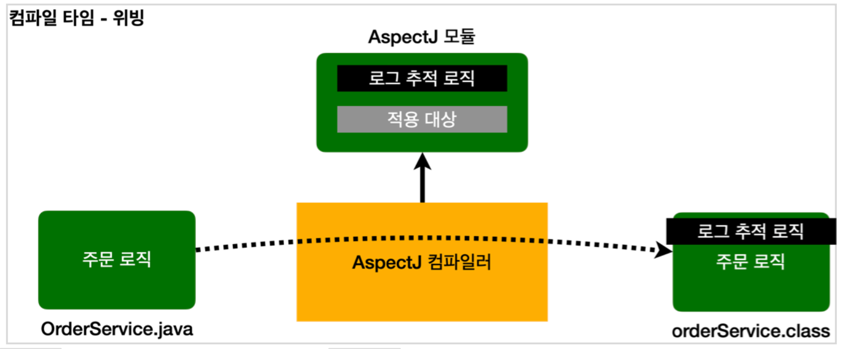 컴파일 타임 - 위빙
AspectJ 모듈
로그 추적 로직
적용 대상
주문 로직
AspectJ 컴파일러
로그 추적 로직
주문 로직
OrderService.java
orderService.class